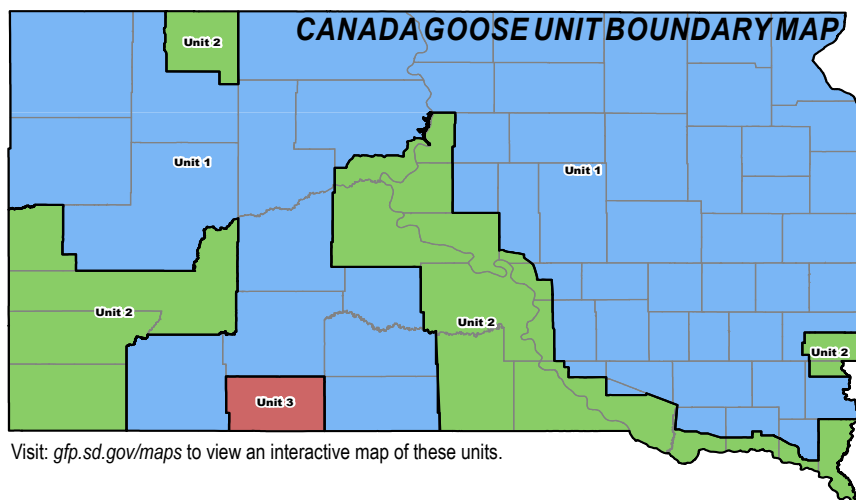 CANADA GOOSE UNIT BOUNDARY MAP
Unit 2
Unit 1
Unit 1
Unit 2
Unit 2
Unit 2
Unit 3
Visit: gfp.sd.gov/maps to view an interactive map of these units.